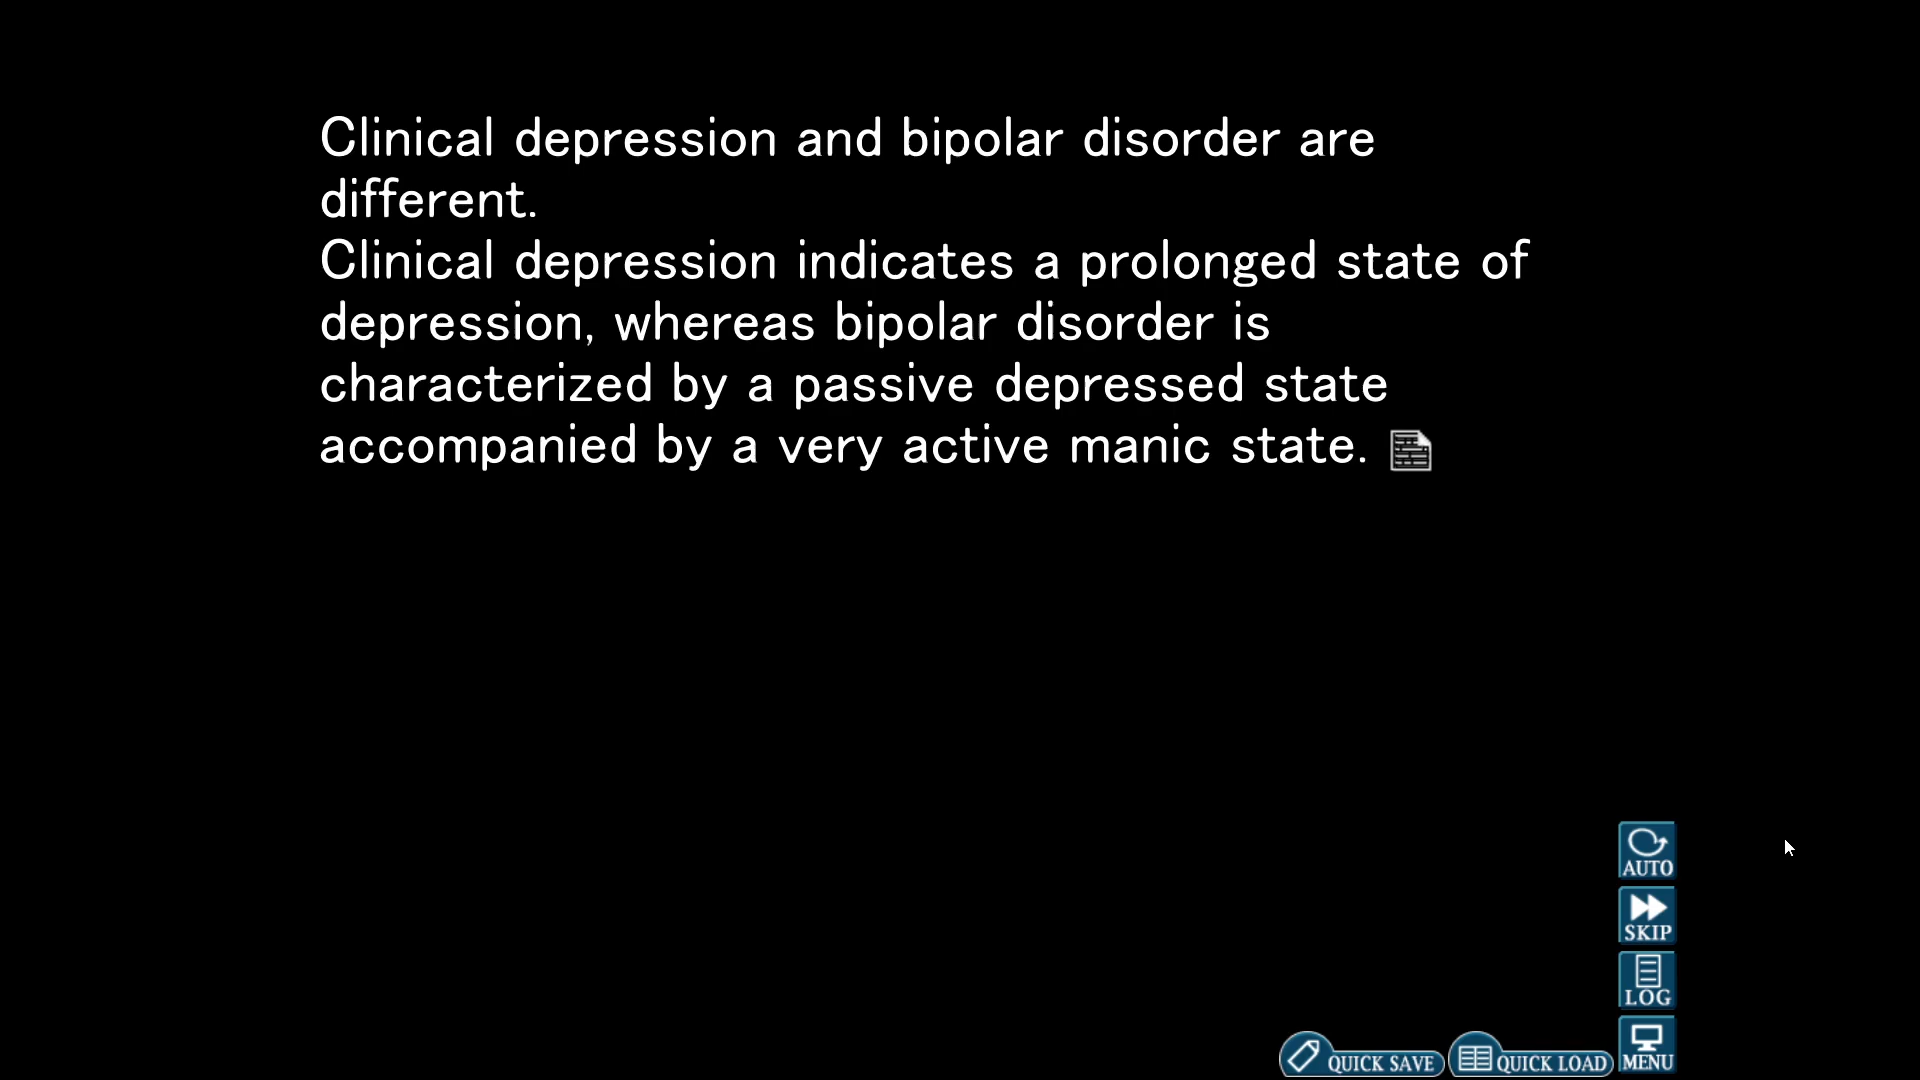 Clinical depression and bipolar disorder are
different.
Clinical depression indicates a prolonged state of
depression, whereas bipolar disorder is
characterized by a passive depressed state
accompanied by a very active manic state.
AUTO
SKIP
LOG
MENU
QUICK SAVE
QUICK LOAD